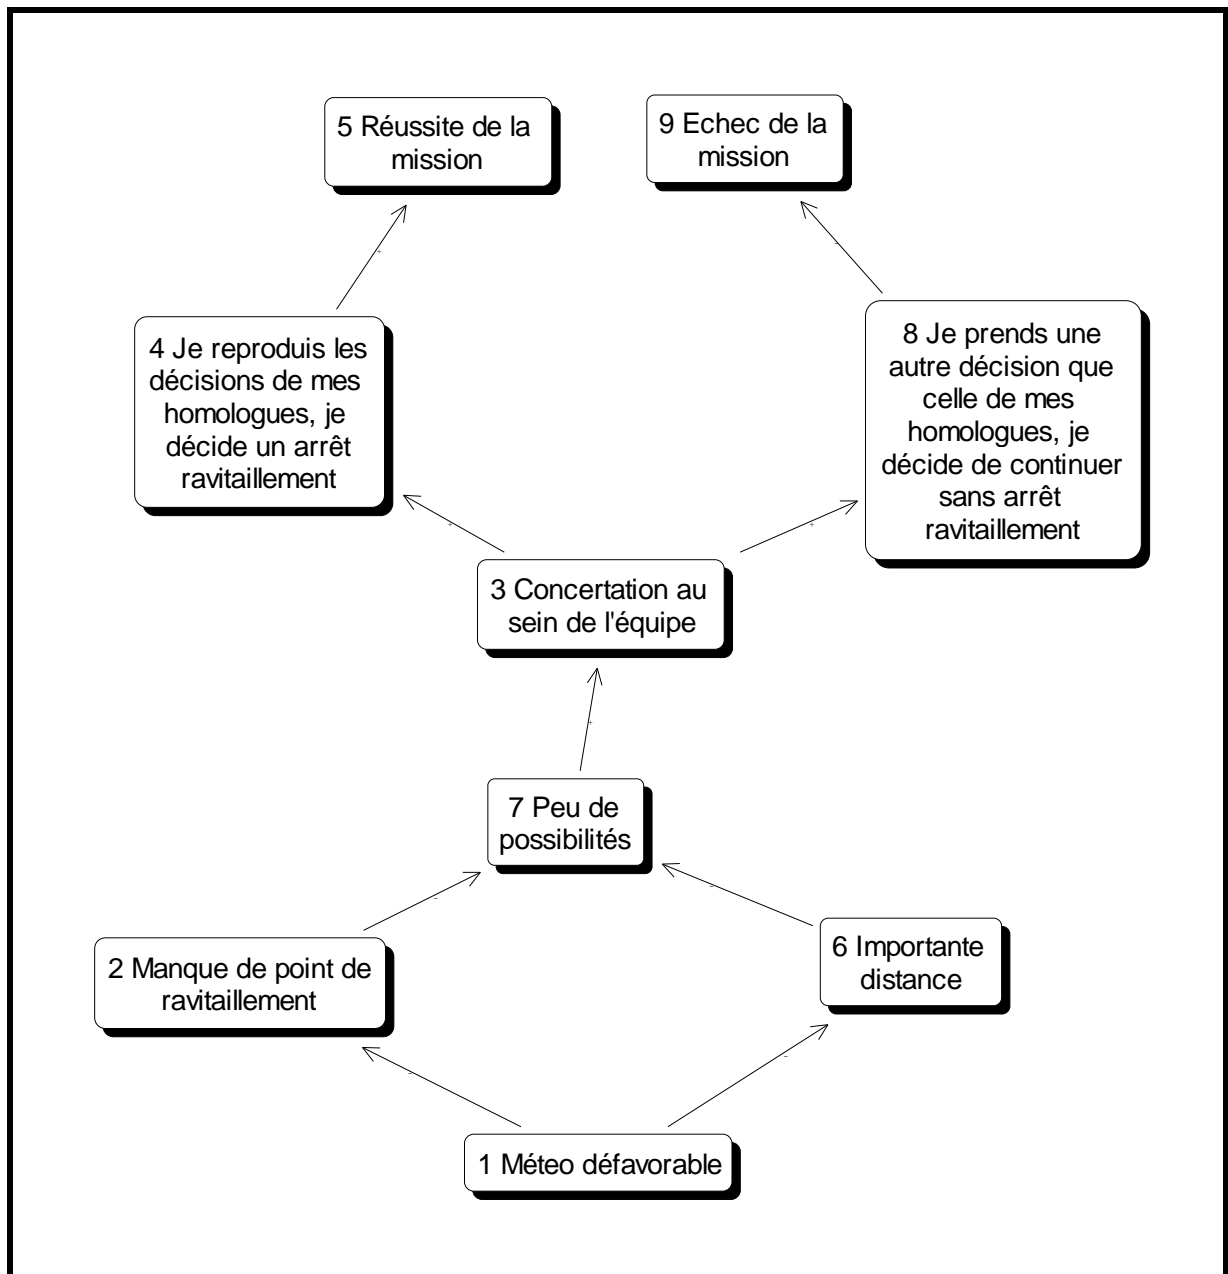 5 Réussite de la
mission
9 Echec de la
mission
+
-
4 Je reproduis les
décisions de mes
homologues, je
décide un arrêt
ravitaillement
8 Je prends une
autre décision que
celle de mes
homologues, je
décide de continuer
sans arrêt
ravitaillement
+
+
3 Concertation au
sein de l'équipe
+
7 Peu de
possibilités
-
-
2 Manque de point de
ravitaillement
6 Importante
distance
-
-
1 Méteo défavorable